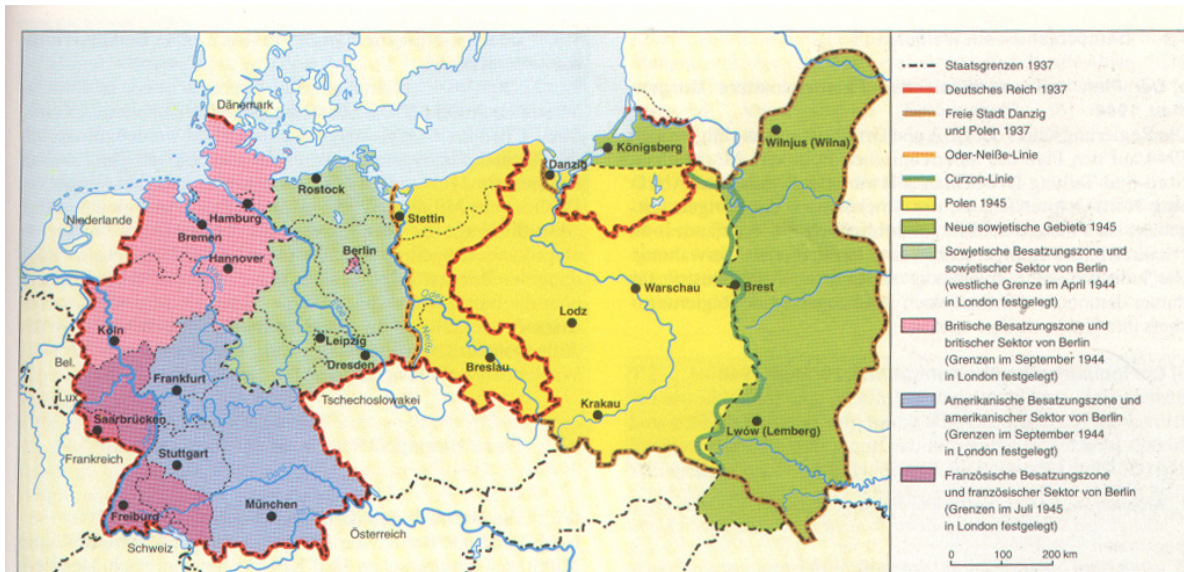 Dänemark
Niederlande
Hamburg
Bremen
Hannover
Rostock
Berlin
Stettin
Danzig
Königsberg
Wilnjus (Wilna)
Köln
Bel.
Lux
Frankfurt
Leipzig
Dresden
Oder
Neiße
Breslau
Lodz
Warschau
Brest
Saarbrücken
Tschechoslowakei
Krakau
Lwów (Lemberg)
Frankreich
Stuttgart
Freiburg
München
Schweiz
Österreich
Staatsgrenzen 1937
Deutsches Reich 1937
Freie Stadt Danzig
und Polen 1937
Oder-Neiße-Linie
Curzon-Linie
Polen 1945
Neue sowjetische Gebiete 1945
Sowjetische Besatzungszone und
sowjetischer Sektor von Berlin
(westliche Grenze im April 1944
in London festgelegt)
Britische Besatzungszone und
britischer Sektor von Berlin
(Grenzen im September 1944
in London festgelegt)
Amerikanische Besatzungszone und
amerikanischer Sektor von Berlin
(Grenzen im September 1944
in London festgelegt)
Französische Besatzungszone
und französischer Sektor von Berlin
(Grenzen im Juli 1945
in London festgelegt)
0 100 200 km